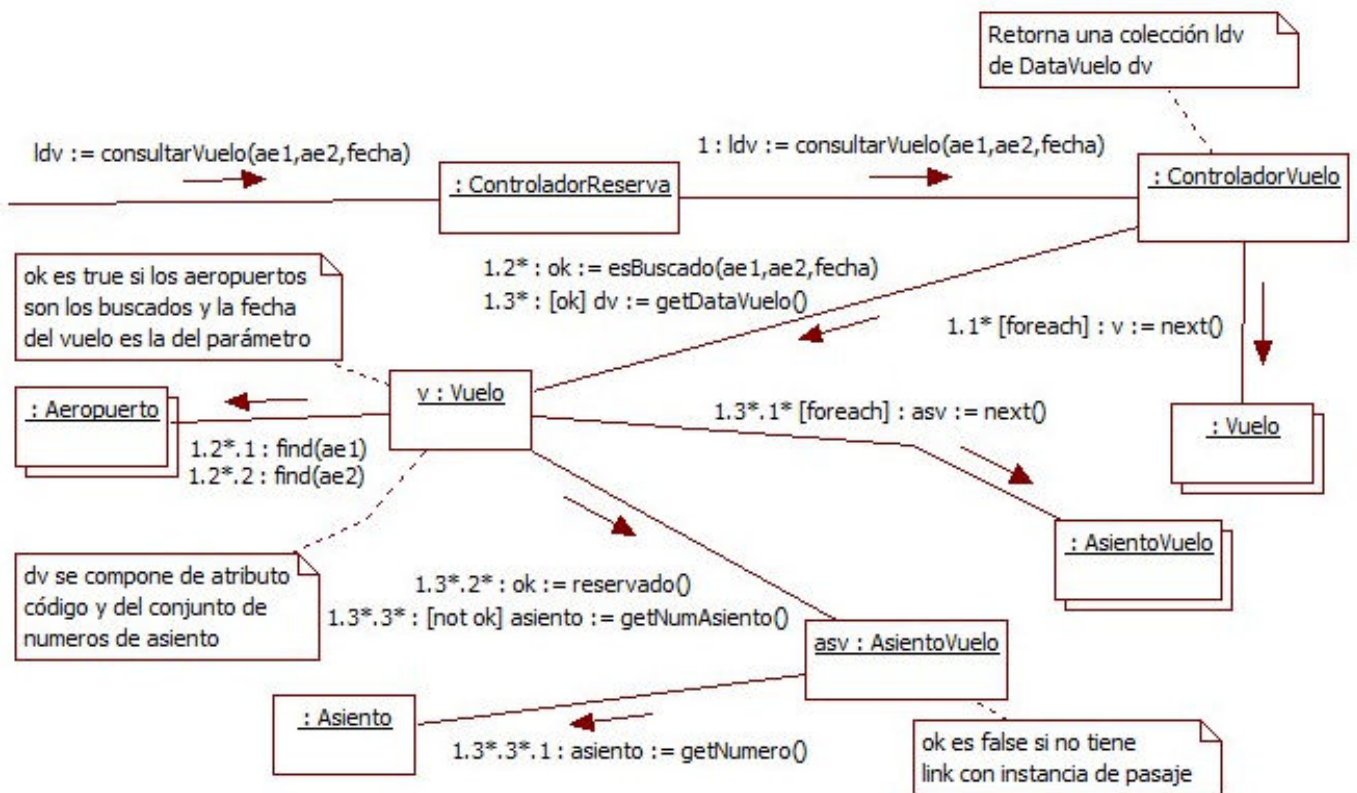 Retorna una colección ldv
de DataVuelo dv
ldv := consultarVuelo(ae1,ae2,fecha)
1 : ldv := consultarVuelo(ae1,ae2,fecha)
: ControladorReserva
: ControladorVuelo
ok es true si los aeropuertos
son los buscados y la fecha
del vuelo es la del parámetro
1.2* : ok := esBuscado(ae1,ae2,fecha)
1.3* : [ok] dv := getDataVuelo()
1.1* [foreach] : v := next()
: Aeropuerto
v : Vuelo
1.3*.1* [foreach] : asv := next()
: Vuelo
1.2*.1 : find(ae1)
1.2*.2 : find(ae2)
: AsientoVuelo
dv se compone de atributo
código y del conjunto de
numeros de asiento
1.3*.2* : ok := reservado()
1.3*.3* : [not ok] asiento := getNumAsiento()
asv : AsientoVuelo
: Asiento
1.3*.3*.1 : asiento := getNumero()
ok es false si no tiene
link con instancia de pasaje